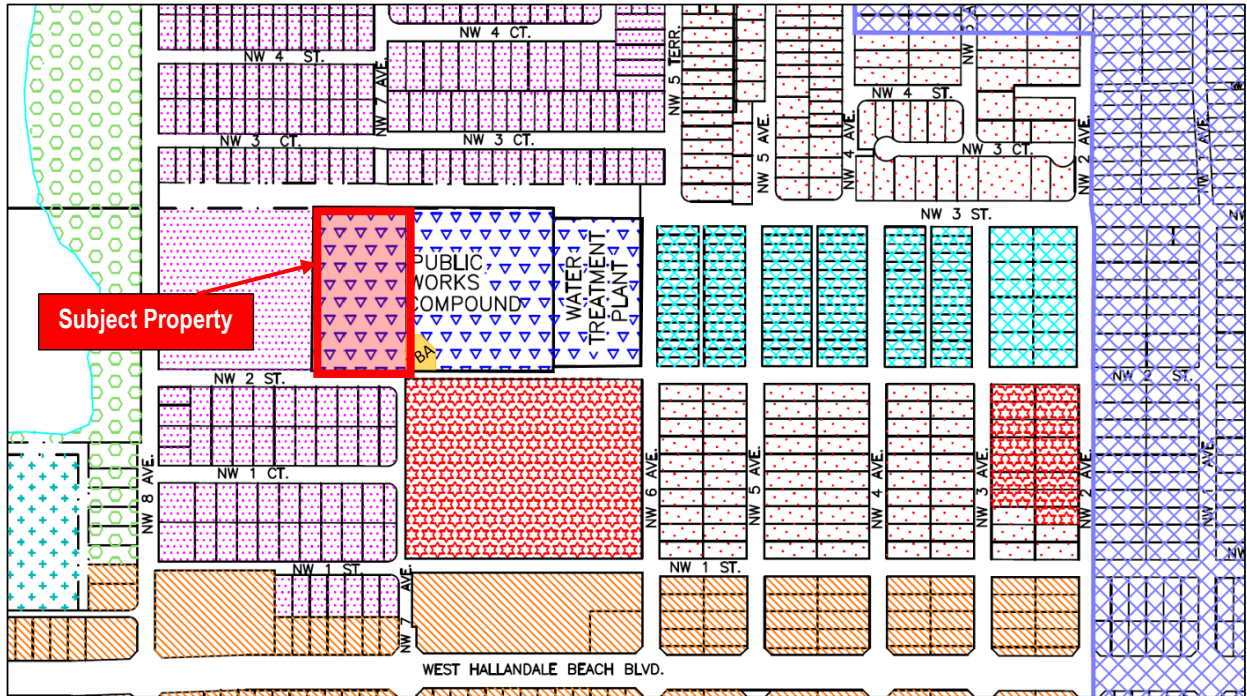 NW 4 CT.
NW 4 ST.
NW 7 AVE.
NW 5 TERR.
NW 4 ST.
NW 3 CT.
NW 3 CT.
NW 3 CT.
NW 5 AVE.
NW 4 AVE.
NW 2 AVE.
NW 3 ST.
PUBLIC
WORKS
COMPOUND
WATER
TREATMENT
PLANT
Subject Property
BA
NW 2 ST.
NW 2 ST.
NW 1 CT.
NW 8 AVE.
NW 6 AVE.
NW 5 AVE.
NW 4 AVE.
NW 3 AVE.
NW 2 AVE.
NW 1 AVE.
NW 1 ST.
NW 1 ST.
NW 7 AVE.
WEST HALLANDALE BEACH BLVD.